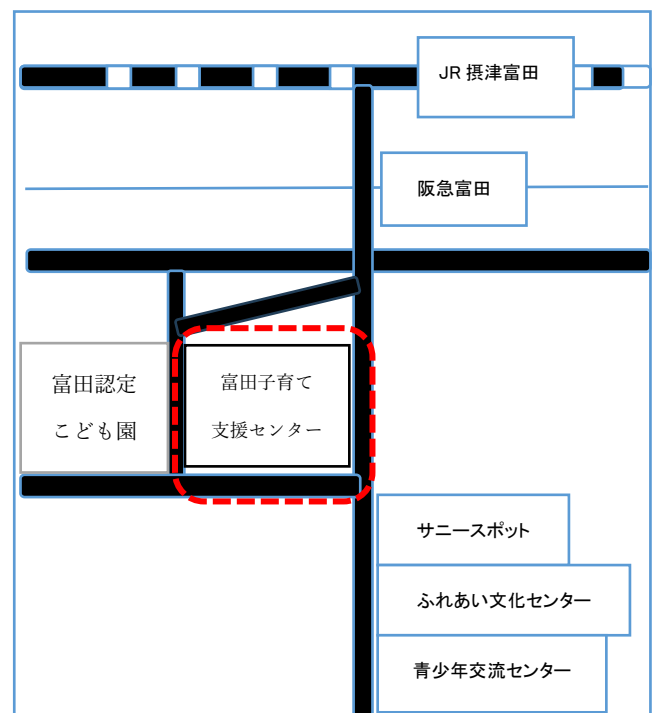 JR 摂津富田
阪急富田
富田認定
こども園
富田子育て
支援センター
サニースポット
ふれあい文化センター
青少年交流センター